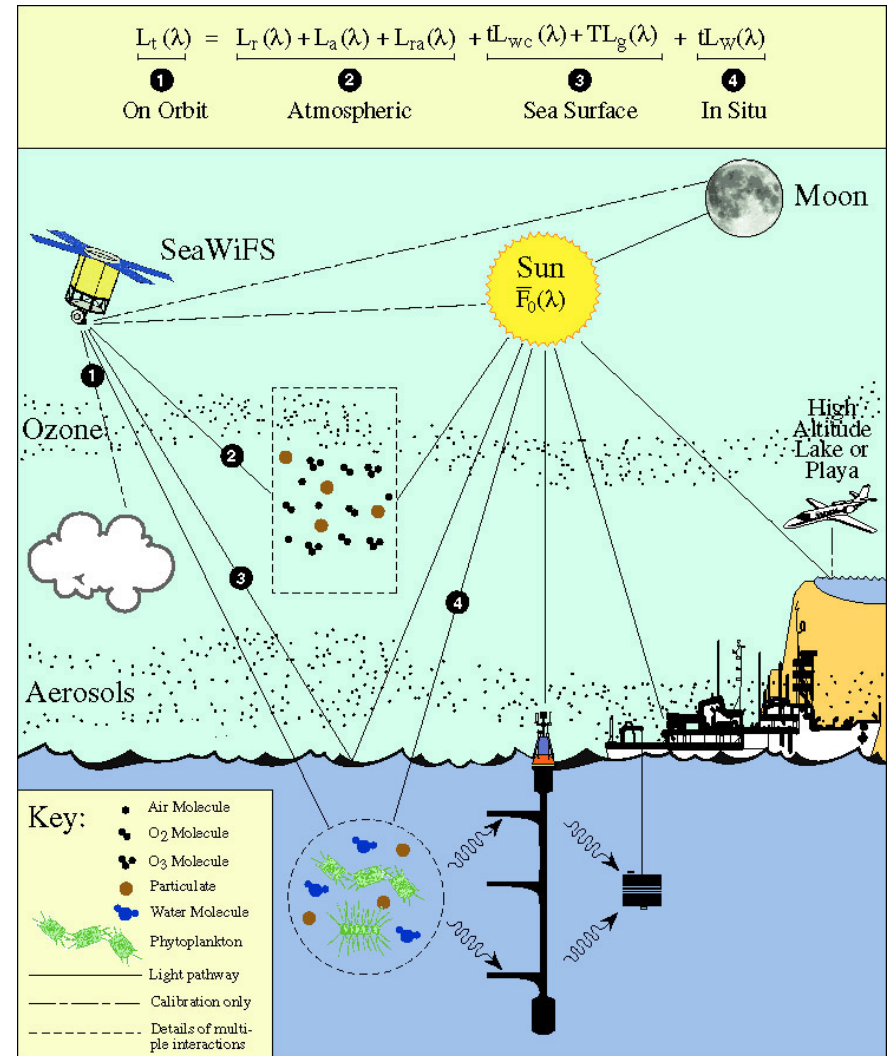 Lt(λ) = Lr(λ) + La(λ) + Lra(λ) + tLwc(λ) + TLg(λ) + tLw(λ)
1 2 3 4
On Orbit Atmospheric Sea Surface In Situ
Moon
SeaWiFS
Sun
F̅0(λ)
1
Ozone
High
Altitude
Lake or
Playa
2
3
4
Aerosols
Key:
Air Molecule
O2 Molecule
O3 Molecule
Particulate
Water Molecule
Phytoplankton
Light pathway
Calibration only
Details of multi-
ple interactions